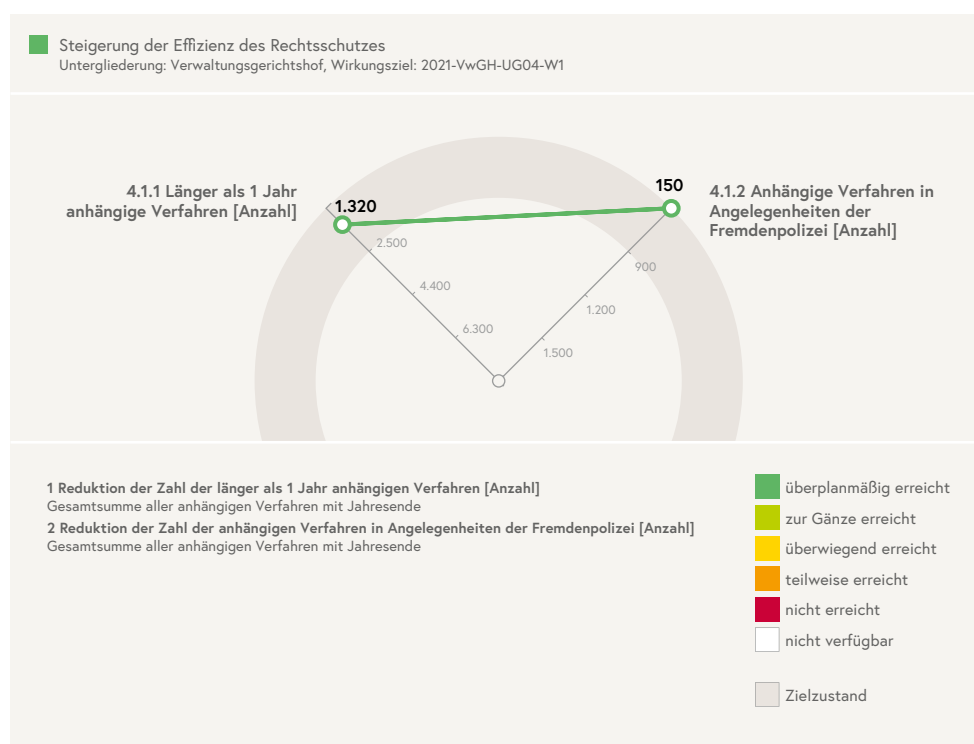 Steigerung der Effizienz des Rechtsschutzes
Untergliederung: Verwaltungsgerichtshof, Wirkungsziel: 2021-VwGH-UG04-W1
4.1.1 Länger als 1 Jahr
anhängige Verfahren [Anzahl]
1.320
2.500
4.400
6.300
150
900
1.200
1.500
4.1.2 Anhängige Verfahren in
Angelegenheiten der
Fremdenpolizei [Anzahl]
1 Reduktion der Zahl der länger als 1 Jahr anhängigen Verfahren [Anzahl]
Gesamtsumme aller anhängigen Verfahren mit Jahresende
2 Reduktion der Zahl der anhängigen Verfahren in Angelegenheiten der Fremdenpolizei [Anzahl]
Gesamtsumme aller anhängigen Verfahren mit Jahresende
überplanmäßig erreicht
zur Gänze erreicht
überwiegend erreicht
teilweise erreicht
nicht erreicht
nicht verfügbar
Zielzustand